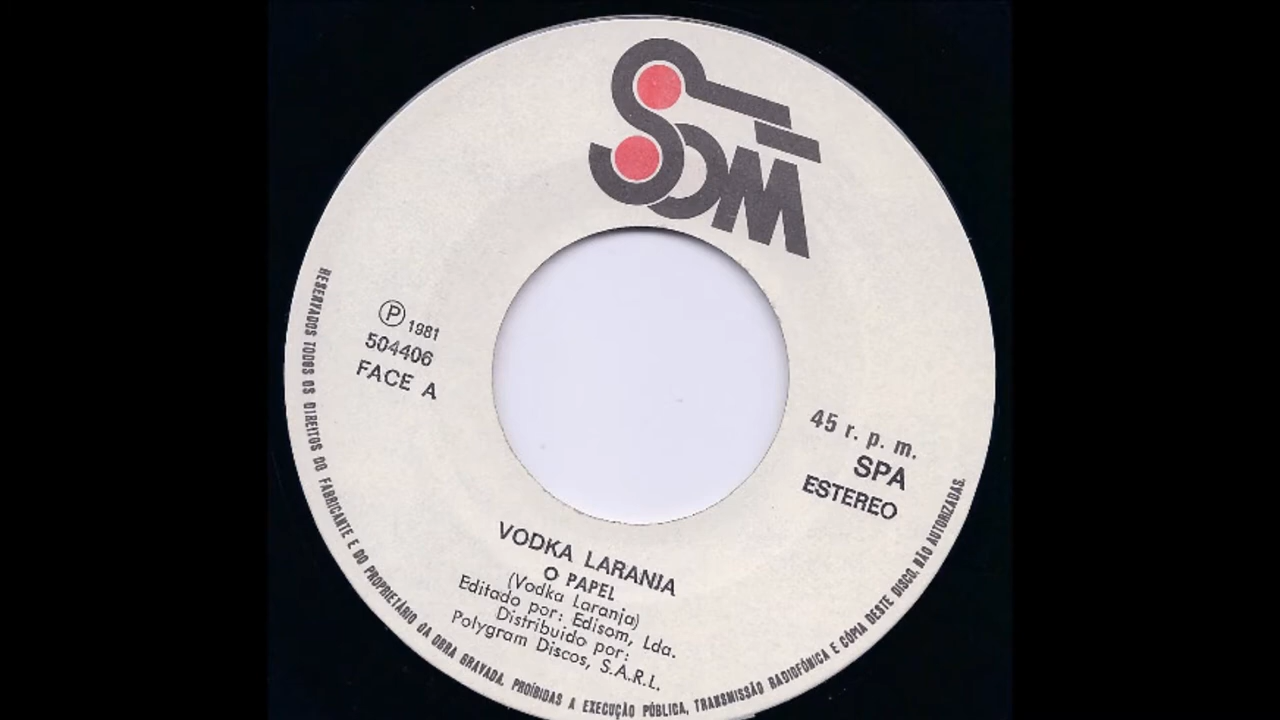 SOM
℗ 1981
504406
FACE A
45 r. p. m.
SPA
ESTEREO
VODKA LARANJA
O PAPEL
(Vodka Laranja)
Editado por: Edisom, Lda.
Distribuido por:
Polygram Discos, S.A.R.L.
RESERVADOS TODOS OS DIREITOS DO FABRICANTE E DO PROPRIETÁRIO DA OBRA GRAVADA. PROÍBIDAS A EXECUÇÃO PÚBLICA, TRANSMISSÃO RADIOFÓNICA E CÓPIA DESTE DISCO, NÃO AUTORIZADAS.